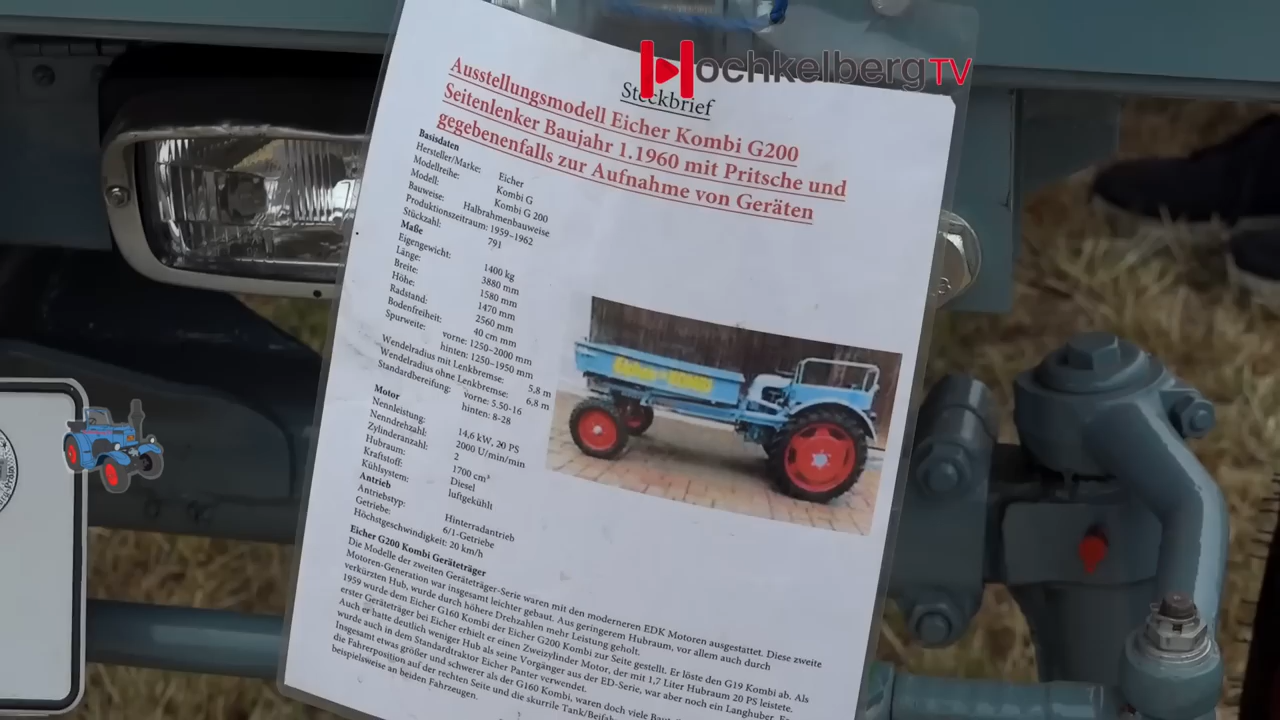 HochkelbergTV
Steckbrief
Ausstellungsmodell Eicher Kombi G200
Seitenlenker Baujahr 1.1960 mit Pritsche und
gegebenenfalls zur Aufnahme von Geräten
Basisdaten
Hersteller/Marke: Eicher
Modellreihe: Kombi G
Modell: Kombi G 200
Bauweise: Halbrahmenbauweise
Produktionszeitraum: 1959–1962
Stückzahl: 791
Maße
Eigengewicht: 1400 kg
Länge: 3880 mm
Breite: 1580 mm
Höhe: 1470 mm
Radstand: 2560 mm
Bodenfreiheit: 40 cm mm
Spurweite: vorne: 1250–2000 mm
hinten: 1250–1950 mm
Wendelradius mit Lenkbremse: 5,8 m
Wendelradius ohne Lenkbremse: 6,8 m
Standardbereifung: vorne: 5.50-16
hinten: 8-28
Motor
Nennleistung: 14,6 kW, 20 PS
Nenndrehzahl: 2000 U/min/min
Zylinderanzahl: 2
Hubraum: 1700 cm³
Kraftstoff: Diesel
Kühlsystem: luftgekühlt
Antrieb
Antriebstyp: Hinterradantrieb
Getriebe: 6/1-Getriebe
Höchstgeschwindigkeit: 20 km/h
Eicher G200 Kombi Geräteträger
Die Modelle der zweiten Geräteträger-Serie waren mit den moderneren EDK Motoren ausgestattet. Diese zweite
Motoren-Generation war insgesamt leichter gebaut. Aus geringerem Hubraum, vor allem auch durch
verkürzten Hub, wurde durch höhere Drehzahlen mehr Leistung geholt.
1959 wurde dem Eicher G160 Kombi der Eicher G200 Kombi zur Seite gestellt. Er löste den G19 Kombi ab. Als
erster Geräteträger bei Eicher erhielt er einen Zweizylinder Motor, der mit 1,7 Liter Hubraum 20 PS leistete.
Auch er hatte deutlich weniger Hub als seine Vorgänger aus der ED-Serie, war aber noch ein Langhuber. Er
wurde auch in dem Standardtraktor Eicher Panter verwendet.
Insgesamt etwas größer und schwerer als der G160 Kombi, waren doch viele
die Fahrerposition auf der rechten Seite und die skurrile
beispielsweise an beiden Fahrzeugen.